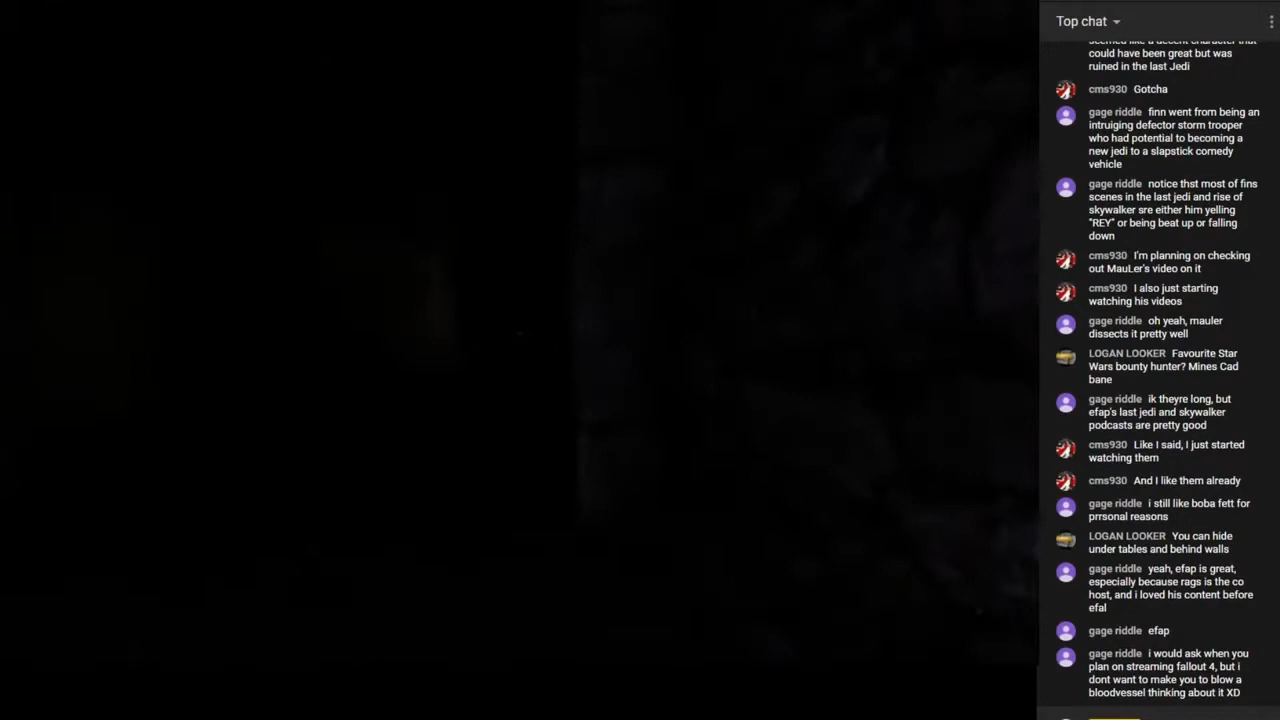 Top chat
seemed like a decent character that
could have been great but was
ruined in the last Jedi
cms930 Gotcha
gage riddle finn went from being an
intruiging defector storm trooper
who had potential to becoming a
new jedi to a slapstick comedy
vehicle
gage riddle notice thst most of fins
scenes in the last jedi and rise of
skywalker sre either him yelling
"REY" or being beat up or falling
down
cms930 I'm planning on checking
out MauLer's video on it
cms930 I also just starting
watching his videos
gage riddle oh yeah, mauler
dissects it pretty well
LOGAN LOOKER Favourite Star
Wars bounty hunter? Mines Cad
bane
gage riddle ik theyre long, but
efap's last jedi and skywalker
podcasts are pretty good
cms930 Like I said, I just started
watching them
cms930 And I like them already
gage riddle i still like boba fett for
prrsonal reasons
LOGAN LOOKER You can hide
under tables and behind walls
gage riddle yeah, efap is great,
especially because rags is the co
host, and i loved his content before
efal
gage riddle efap
gage riddle i would ask when you
plan on streaming fallout 4, but i
dont want to make you to blow a
bloodvessel thinking about it XD